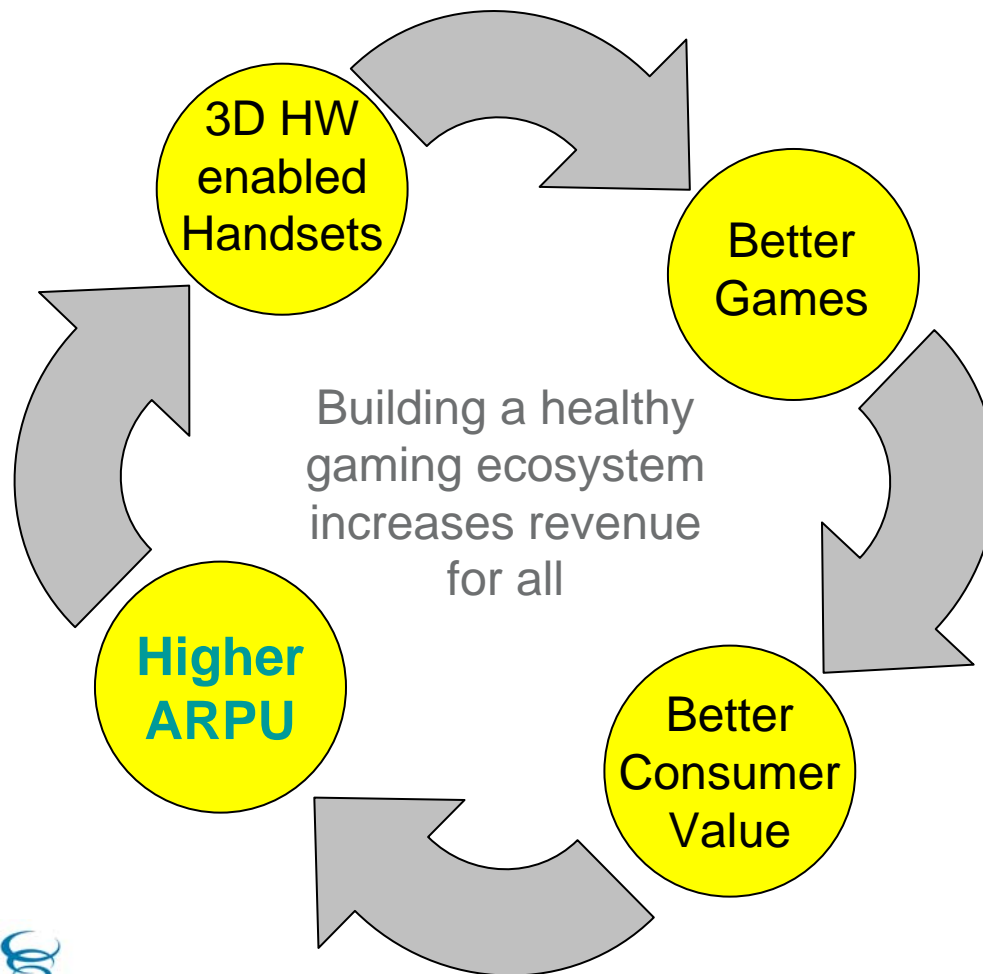 3D HW
enabled
Handsets
Better
Games
Building a healthy
gaming ecosystem
increases revenue
for all
Higher
ARPU
Better
Consumer
Value